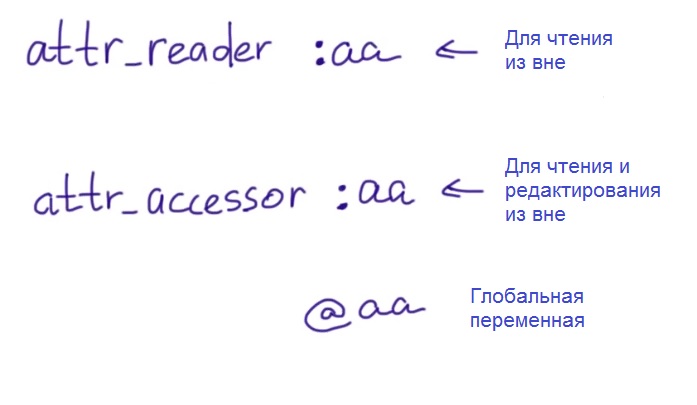 attr_reader :aa ← Для чтения
из вне
attr_accessor :aa ← Для чтения и
редактирования
из вне
@aa Глобальная
переменная